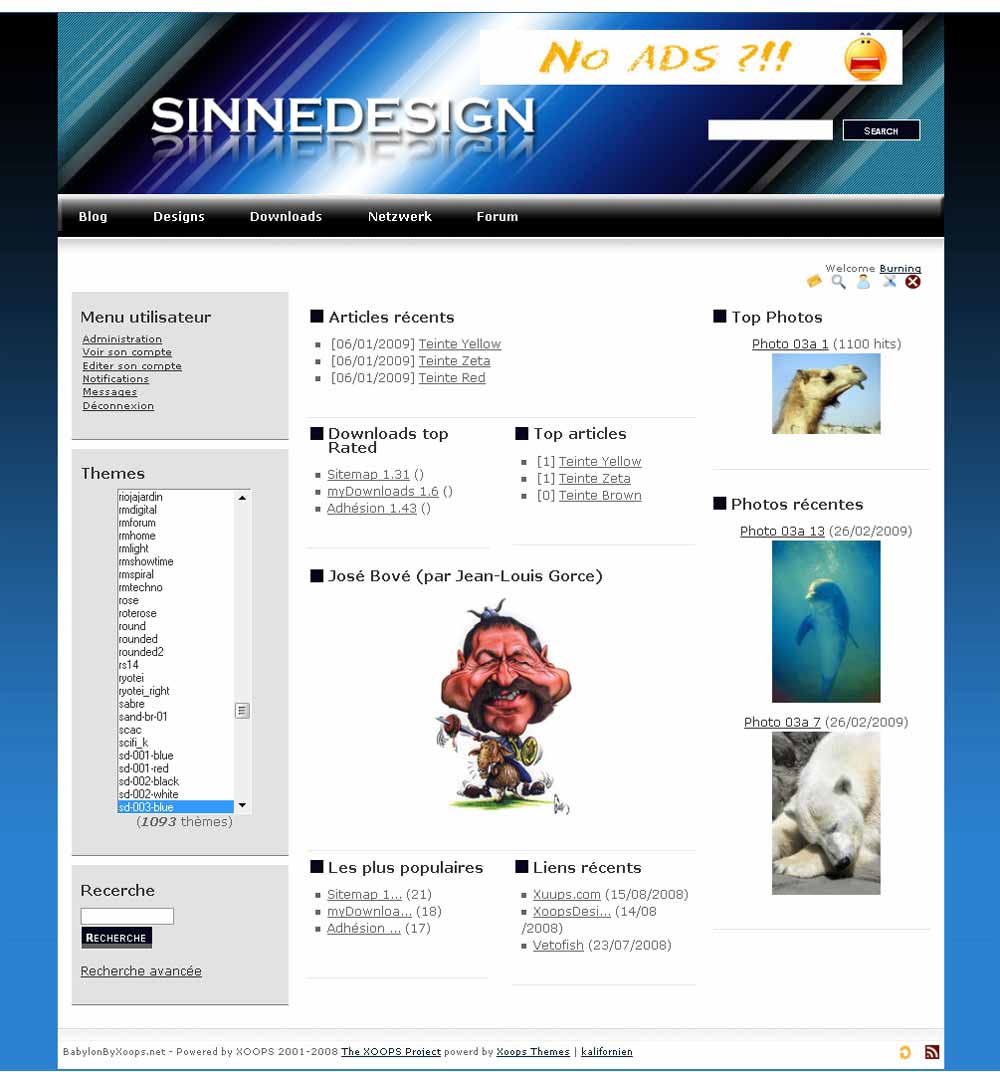 No ADS ?!!
SINNEDESIGN
SEARCH
Blog Designs Downloads Netzwerk Forum
Welcome Burning
Menu utilisateur
Administration
Voir son compte
Editer son compte
Notifications
Messages
Déconnexion
Themes
riojajardin
rmdigital
rmforum
rmhome
rmlight
rmshowtime
rmspiral
rmtechno
rose
roterose
round
rounded
rounded2
rs14
ryotei
ryotei_right
sabre
sand-br-01
scac
scifi_k
sd-001-blue
sd-001-red
sd-002-black
sd-002-white
sd-003-blue
(1093 thèmes)
Recerche
RECHERCHE
Recherche avancée
Articles récents
[06/01/2009] Teinte Yellow
[06/01/2009] Teinte Zeta
[06/01/2009] Teinte Red
Downloads top
Rated
Sitemap 1.31 ()
myDownloads 1.6 ()
Adhésion 1.43 ()
Top articles
[1] Teinte Yellow
[1] Teinte Zeta
[0] Teinte Brown
José Bové (par Jean-Louis Gorce)
Les plus populaires
Sitemap 1... (21)
myDownloa... (18)
Adhésion ... (17)
Liens récents
Xuups.com (15/08/2008)
XoopsDesi... (14/08
/2008)
Vetofish (23/07/2008)
Top Photos
Photo 03a 1 (1100 hits)
Photos récentes
Photo 03a 13 (26/02/2009)
Photo 03a 7 (26/02/2009)
BabylonByXoops.net - Powered by XOOPS 2001-2008 The XOOPS Project powerd by Xoops Themes | kalifornien